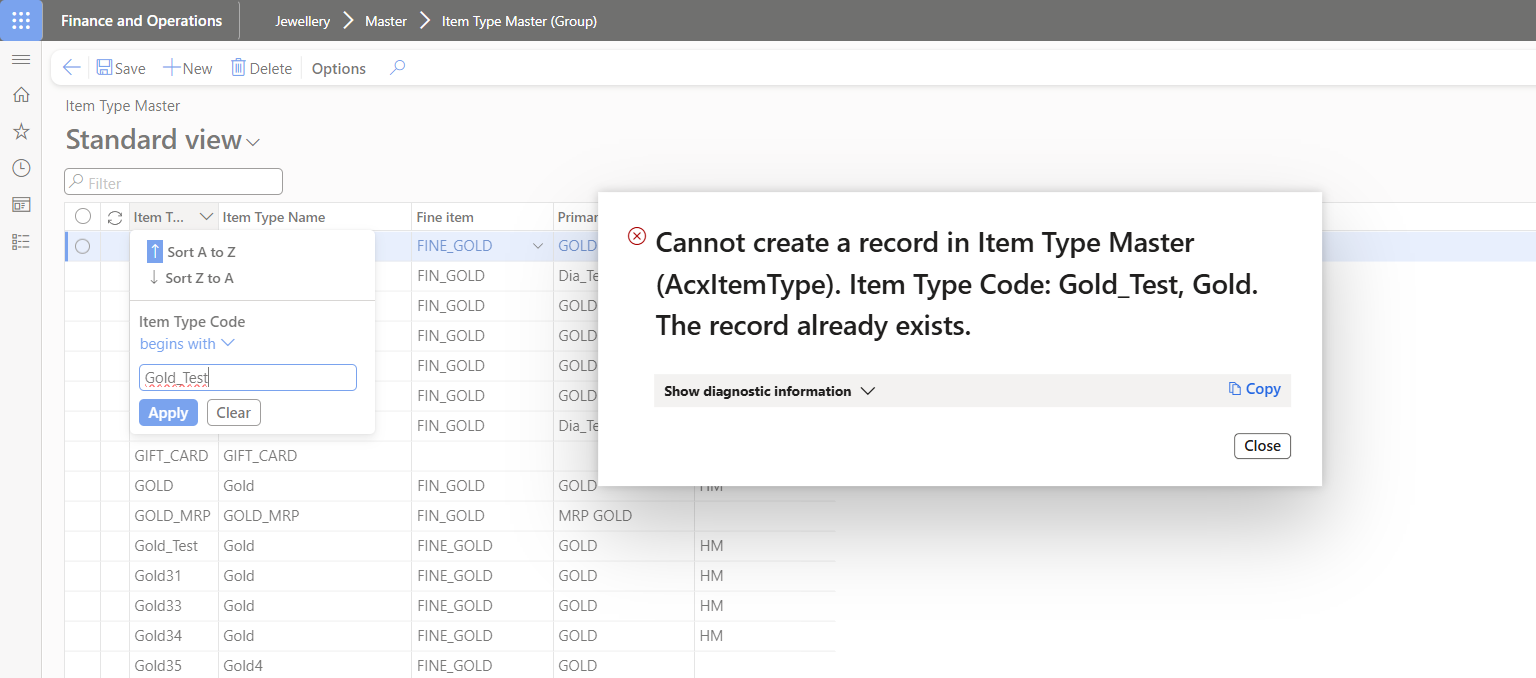 Finance and Operations
Jewellery > Master > Item Type Master (Group)
Save New Delete Options
Item Type Master
Standard view
Filter
Item T... Item Type Name Fine item Primar
FINE_GOLD GOLD
Sort A to Z
Sort Z to A
Item Type Code
begins with
Gold_Test
Apply Clear
FIN_GOLD Dia_Te
FIN_GOLD GOLD
FIN_GOLD GOLD
FIN_GOLD GOLD
FIN_GOLD GOLD
FIN_GOLD Dia_Te
GIFT_CARD GIFT_CARD
GOLD Gold FIN_GOLD GOLD HM
GOLD_MRP GOLD_MRP FIN_GOLD MRP GOLD
Gold_Test Gold FINE_GOLD GOLD HM
Gold31 Gold FINE_GOLD GOLD HM
Gold33 Gold FINE_GOLD GOLD HM
Gold34 Gold FINE_GOLD GOLD HM
Gold35 Gold4 FINE_GOLD GOLD
Cannot create a record in Item Type Master
(AcxItemType). Item Type Code: Gold_Test, Gold.
The record already exists.
Show diagnostic information Copy
Close